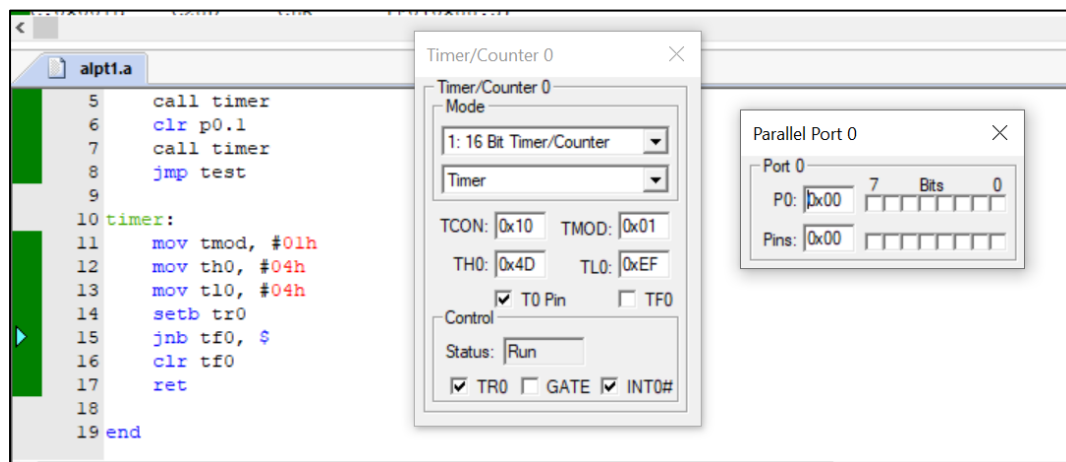 alpt1.a
5 call timer
6 clr p0.1
7 call timer
8 jmp test
9
10 timer:
11 mov tmod, #01h
12 mov th0, #04h
13 mov tl0, #04h
14 setb tr0
15 jnb tf0, $
16 clr tf0
17 ret
18
19 end
Timer/Counter 0
Timer/Counter 0
Mode
1: 16 Bit Timer/Counter
Timer
TCON: 0x10 TMOD: 0x01
TH0: 0x4D TL0: 0xEF
T0 Pin TF0
Control
Status: Run
TR0 GATE INT0#
Parallel Port 0
Port 0
7 Bits 0
P0: 0x00
Pins: 0x00